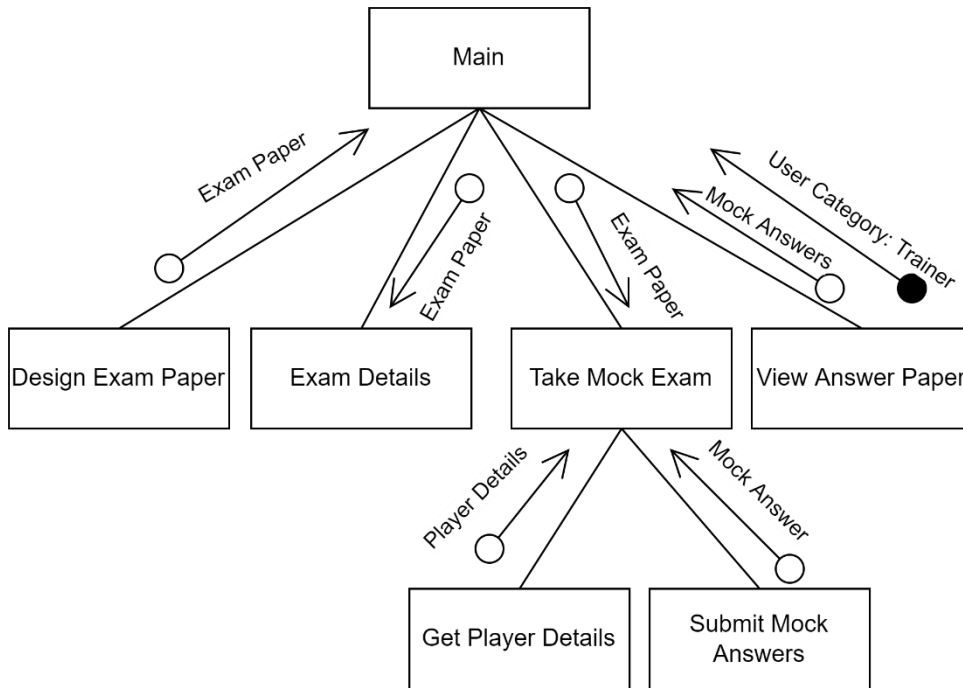 Main
Exam Paper
Exam Paper
Exam Paper
Mock Answers
User Category: Trainer
Design Exam Paper
Exam Details
Take Mock Exam
View Answer Paper
Player Details
Mock Answer
Get Player Details
Submit Mock
Answers